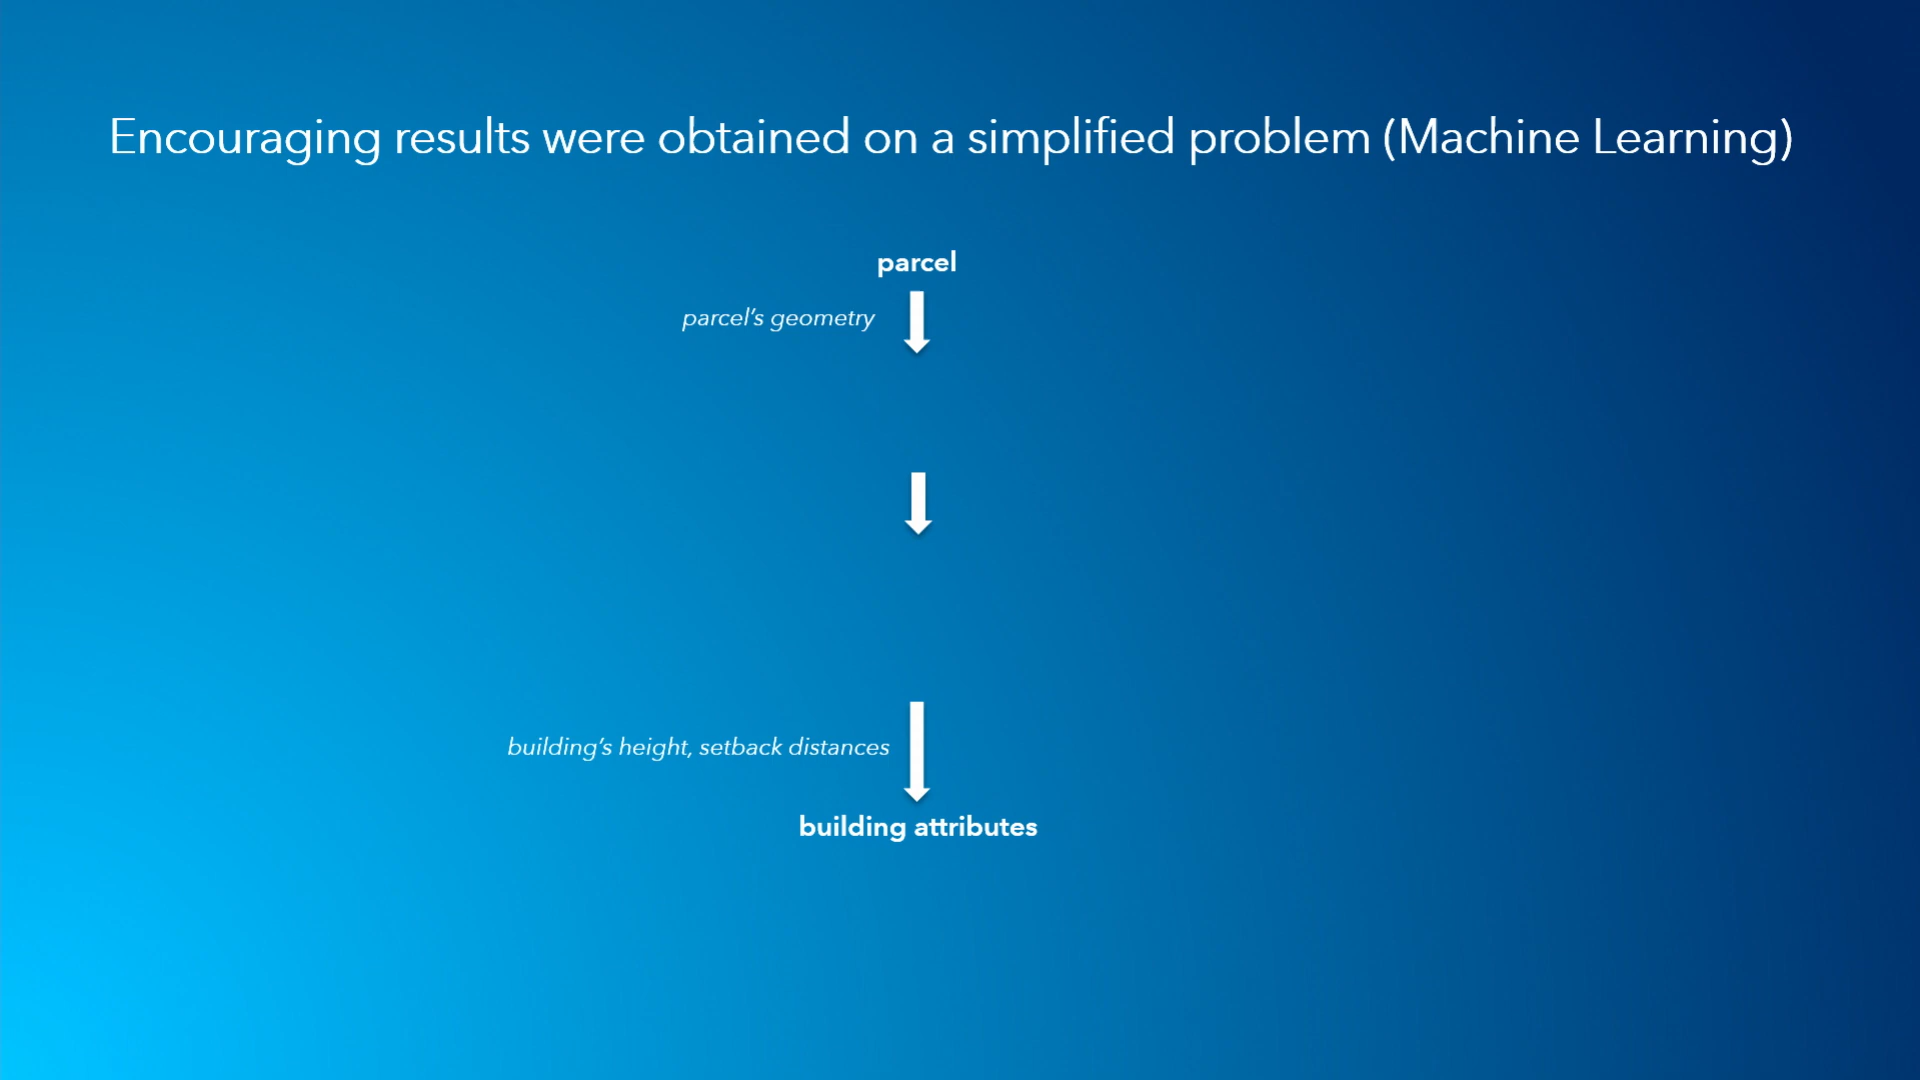 Encouraging results were obtained on a simplified problem (Machine Learning)
parcel
parcel’s geometry
building’s height, setback distances
building attributes